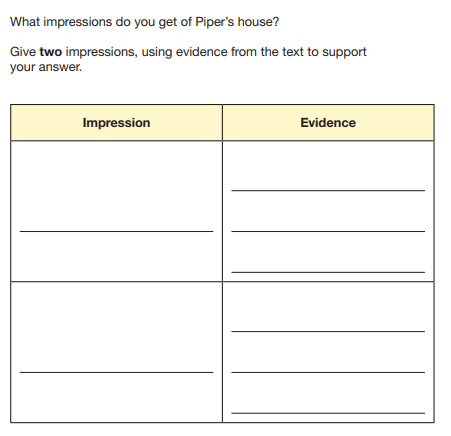 What impressions do you get of Piper's house?
Give two impressions, using evidence from the text to support
your answer.
Impression
Evidence